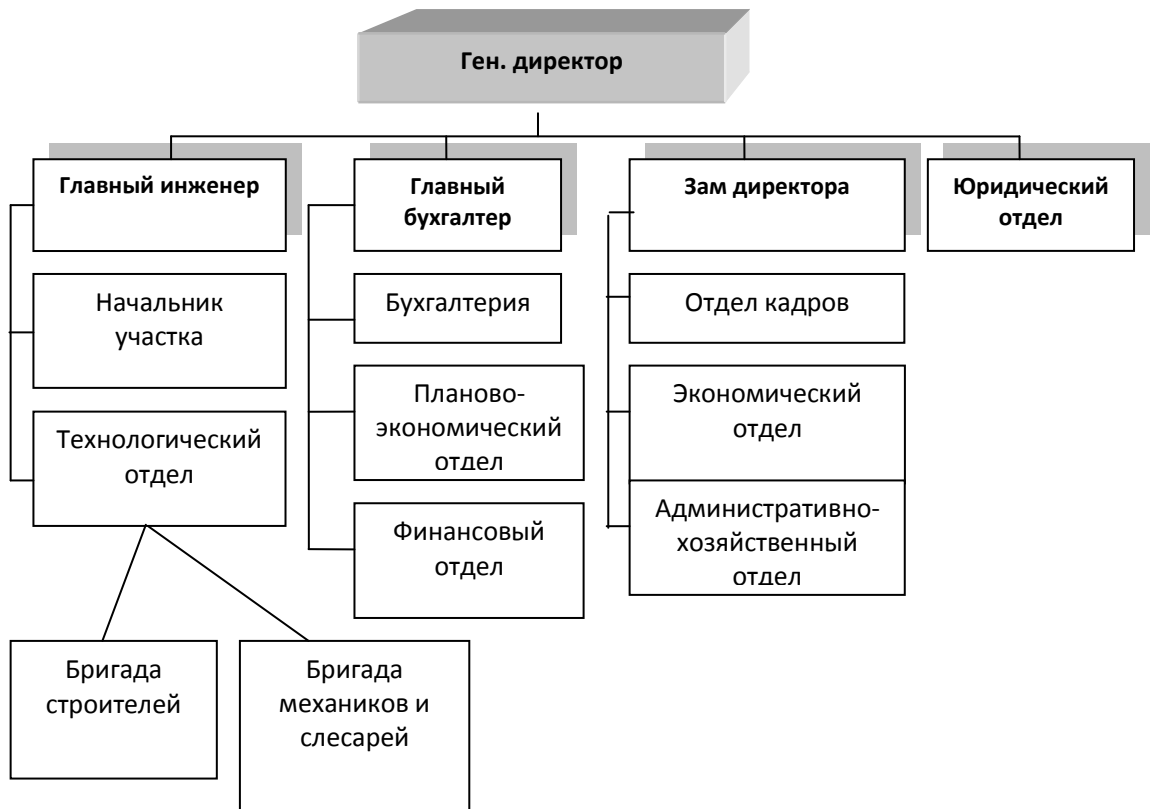 Ген. директор
Главный инженер
Главный
бухгалтер
Зам директора
Юридический
отдел
Начальник
участка
Бухгалтерия
Отдел кадров
Технологический
отдел
Планово-
экономический
отдел
Экономический
отдел
Финансовый
отдел
Административно-
хозяйственный
отдел
Бригада
строителей
Бригада
механиков и
слесарей